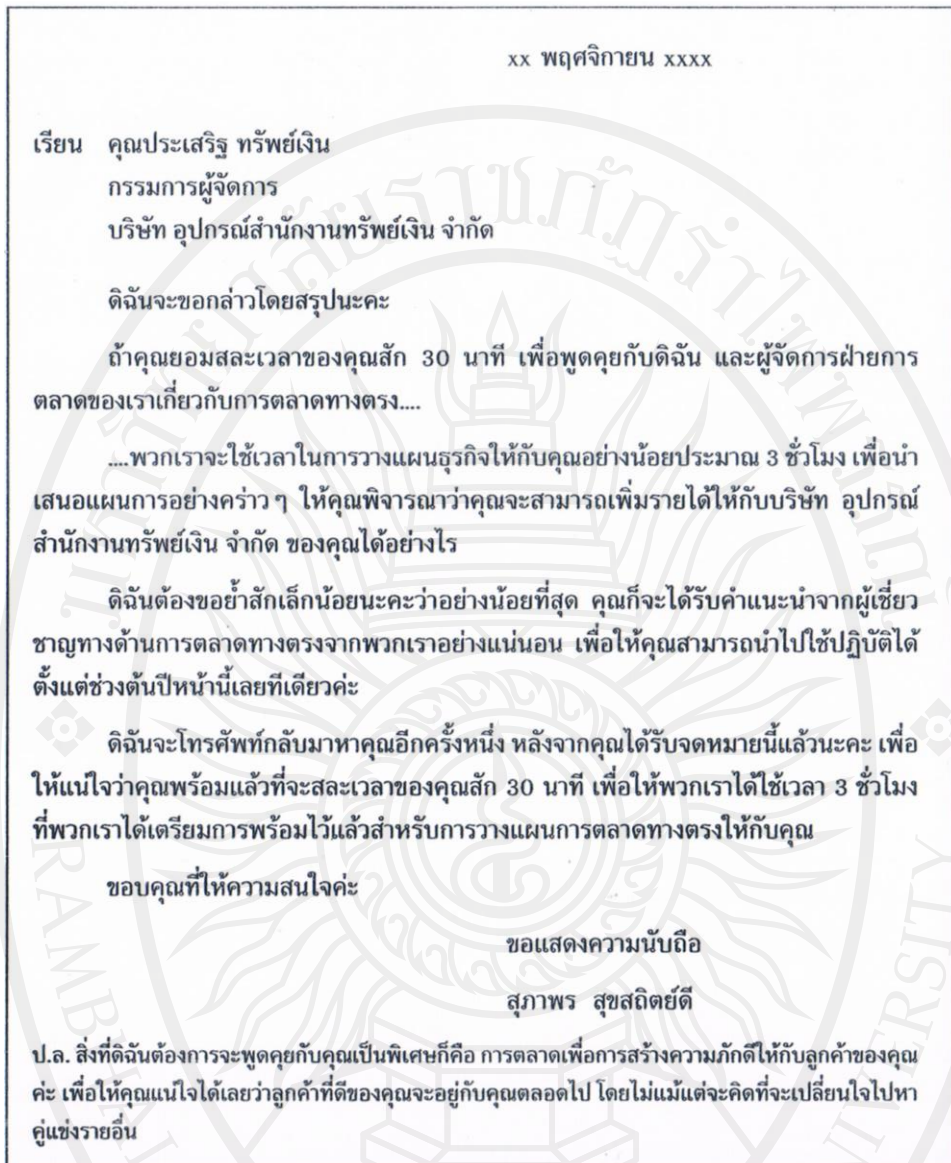 xx พฤศจิกายน xxxx
เรียน คุณประเสริฐ ทรัพย์เงิน
กรรมการผู้จัดการ
บริษัท อุปกรณ์สำนักงานทรัพย์เงิน จำกัด
ดิฉันจะขอกล่าวโดยสรุปนะคะ
ถ้าคุณยอมสละเวลาของคุณสัก 30 นาที เพื่อพูดคุยกับดิฉัน และผู้จัดการฝ่ายการ
ตลาดของเราเกี่ยวกับการตลาดทางตรง....
....พวกเราจะใช้เวลาในการวางแผนธุรกิจให้กับคุณอย่างน้อยประมาณ 3 ชั่วโมง เพื่อนำ
เสนอแผนการอย่างคร่าว ๆ ให้คุณพิจารณาว่าคุณจะสามารถเพิ่มรายได้ให้กับบริษัท อุปกรณ์
สำนักงานทรัพย์เงิน จำกัด ของคุณได้อย่างไร
ดิฉันต้องขอย้ำสักเล็กน้อยนะคะว่าอย่างน้อยที่สุด คุณก็จะได้รับคำแนะนำจากผู้เชี่ยว
ชาญทางด้านการตลาดทางตรงจากพวกเราอย่างแน่นอน เพื่อให้คุณสามารถนำไปใช้ปฏิบัติได้
ตั้งแต่ช่วงต้นปีหน้านี้เลยทีเดียวค่ะ
ดิฉันจะโทรศัพท์กลับมาหาคุณอีกครั้งหนึ่ง หลังจากคุณได้รับจดหมายนี้แล้วนะคะ เพื่อ
ให้แน่ใจว่าคุณพร้อมแล้วที่จะสละเวลาของคุณสัก 30 นาที เพื่อให้พวกเราได้ใช้เวลา 3 ชั่วโมง
ที่พวกเราได้เตรียมการพร้อมไว้แล้วสำหรับการวางแผนการตลาดทางตรงให้กับคุณ
ขอบคุณที่ให้ความสนใจค่ะ
ขอแสดงความนับถือ
สุภาพร สุขสถิตย์ดี
ป.ล. สิ่งที่ดิฉันต้องการจะพูดคุยกับคุณเป็นพิเศษก็คือ การตลาดเพื่อการสร้างความภักดีให้กับลูกค้าของคุณ
ค่ะ เพื่อให้คุณแน่ใจได้เลยว่าลูกค้าที่ดีของคุณจะอยู่กับคุณตลอดไป โดยไม่แม้แต่จะคิดที่จะเปลี่ยนใจไปหา
คู่แข่งรายอื่น